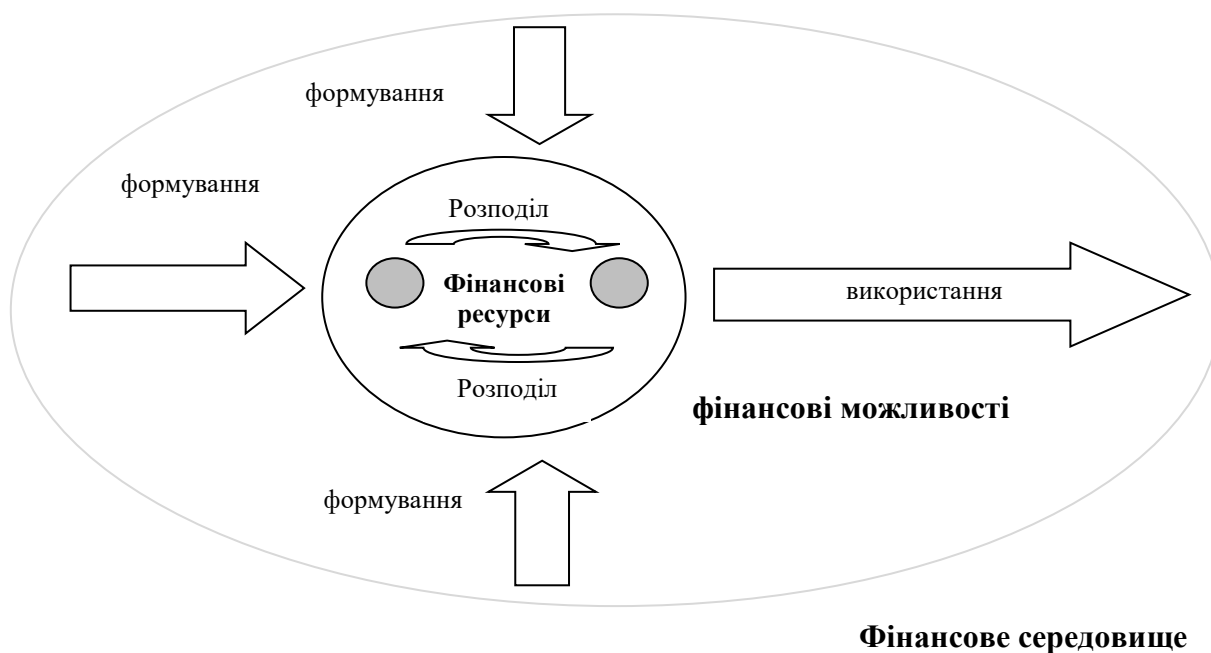 формування
формування
Розподіл
Фінансові
ресурси
використання
Розподіл
фінансові можливості
формування
Фінансове середовище